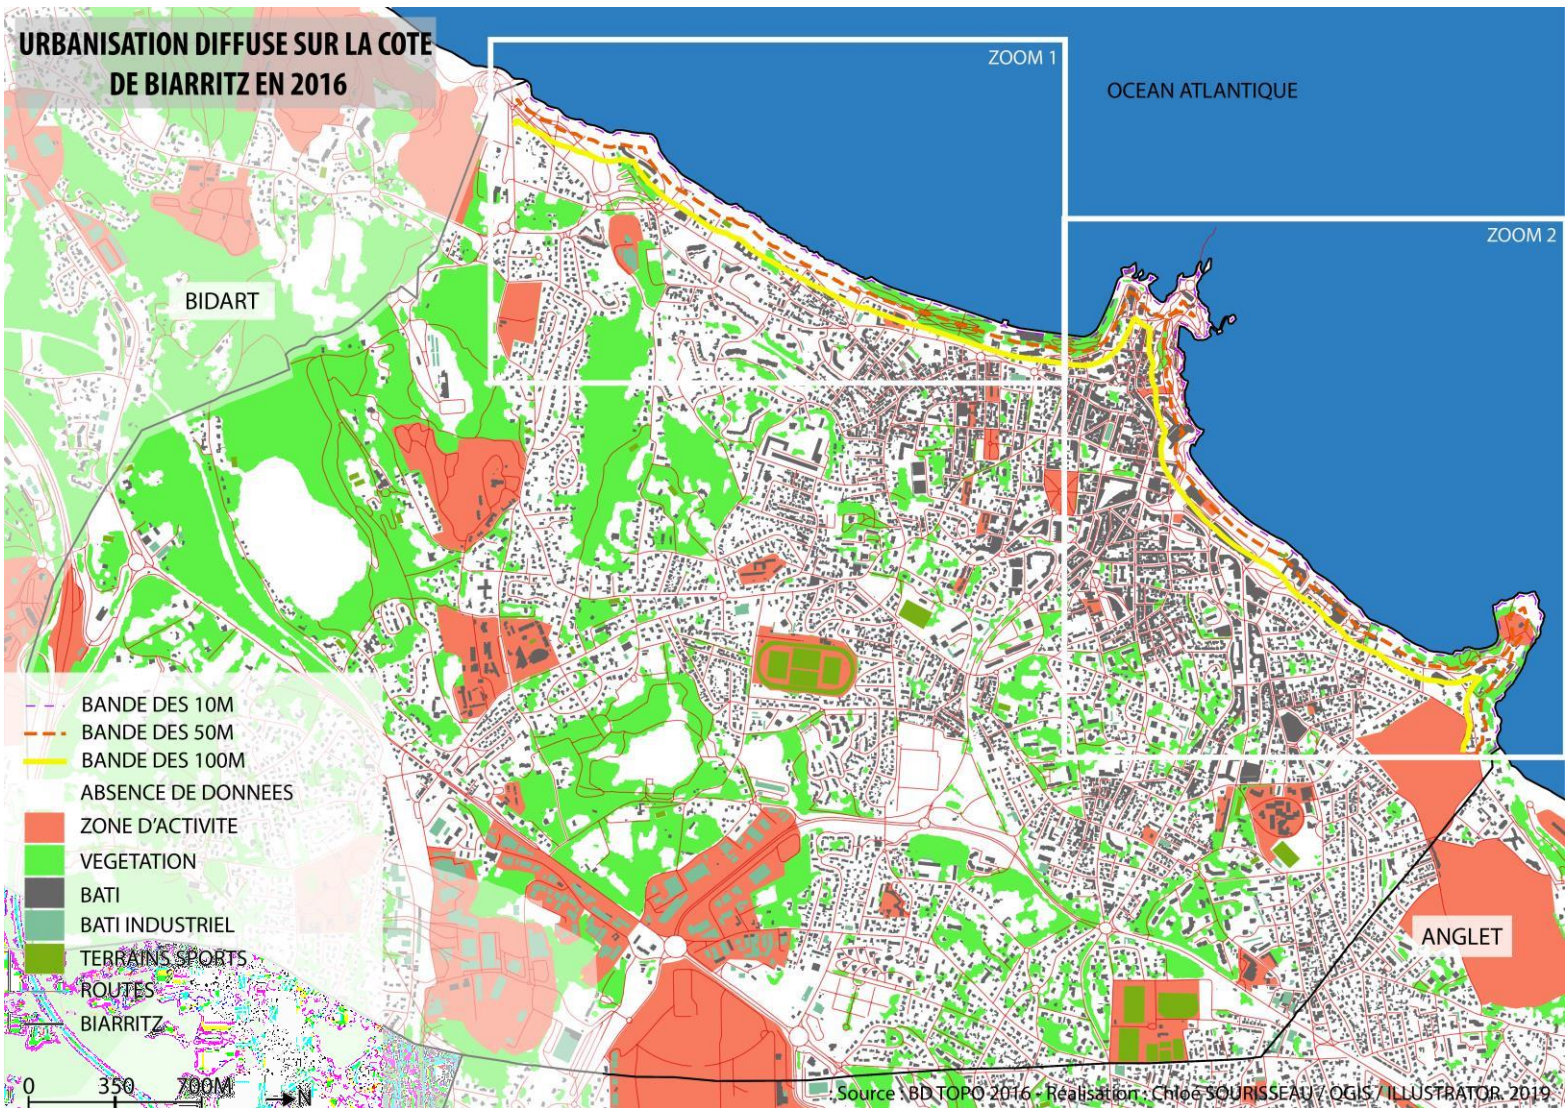 URBANISATION DIFFUSE SUR LA COTE
DE BIARRITZ EN 2016
ZOOM 1
OCEAN ATLANTIQUE
ZOOM 2
BIDART
BANDE DES 10M
BANDE DES 50M
BANDE DES 100M
ABSENCE DE DONNEES
ZONE D'ACTIVITE
VEGETATION
BATI
BATI INDUSTRIEL
TERRAINS SPORTS
ROUTES
BIARRITZ
ANGLET
0 350 700M
N
Source : BD TOPO 2016 - Réalisation : Chloé SOURISSEAU / QGIS / ILLUSTRATOR 2019